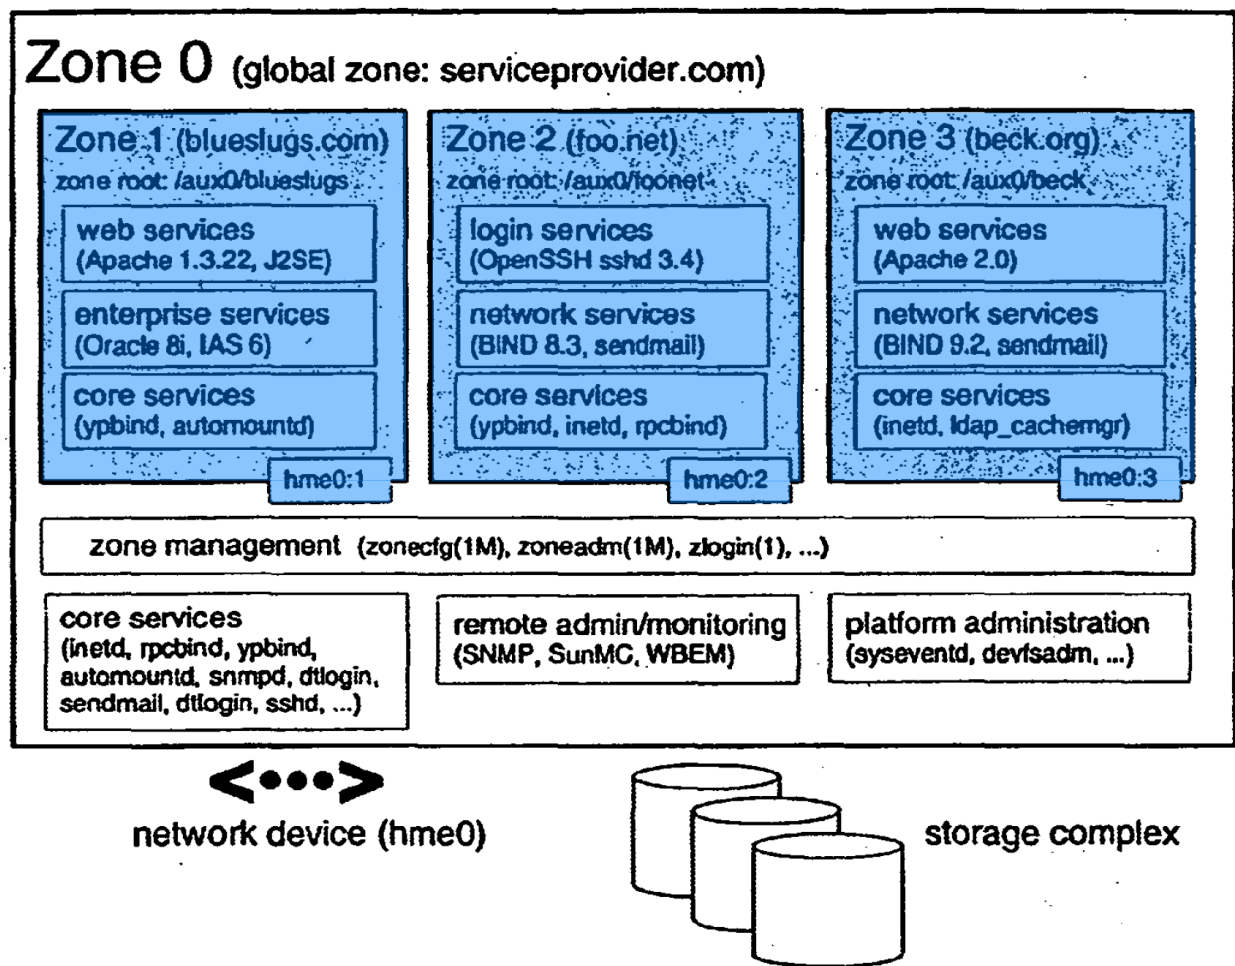 Zone 0 (global zone: serviceprovider.com)
Zone 1 (blueslugs.com)
zone root: /aux0/blueslugs
web services
(Apache 1.3.22, J2SE)
enterprise services
(Oracle 8i, IAS 6)
core services
(ypbind, automountd)
hme0:1
Zone 2 (foo.net)
zone root: /aux0/foonet
login services
(OpenSSH sshd 3.4)
network services
(BIND 8.3, sendmail)
core services
(ypbind, inetd, rpcbind)
hme0:2
Zone 3 (beck.org)
zone root: /aux0/beck
web services
(Apache 2.0)
network services
(BIND 9.2, sendmail)
core services
(inetd, ldap_cachemgr)
hme0:3
zone management (zonecfg(1M), zoneadm(1M), zlogin(1), ...)
core services
(inetd, rpcbind, ypbind,
automountd, snmpd, dtlogin,
sendmail, dtlogin, sshd, ...)
remote admin/monitoring
(SNMP, SunMC, WBEM)
platform administration
(syseventd, devfsadm, ...)
<•••>
network device (hme0)
storage complex